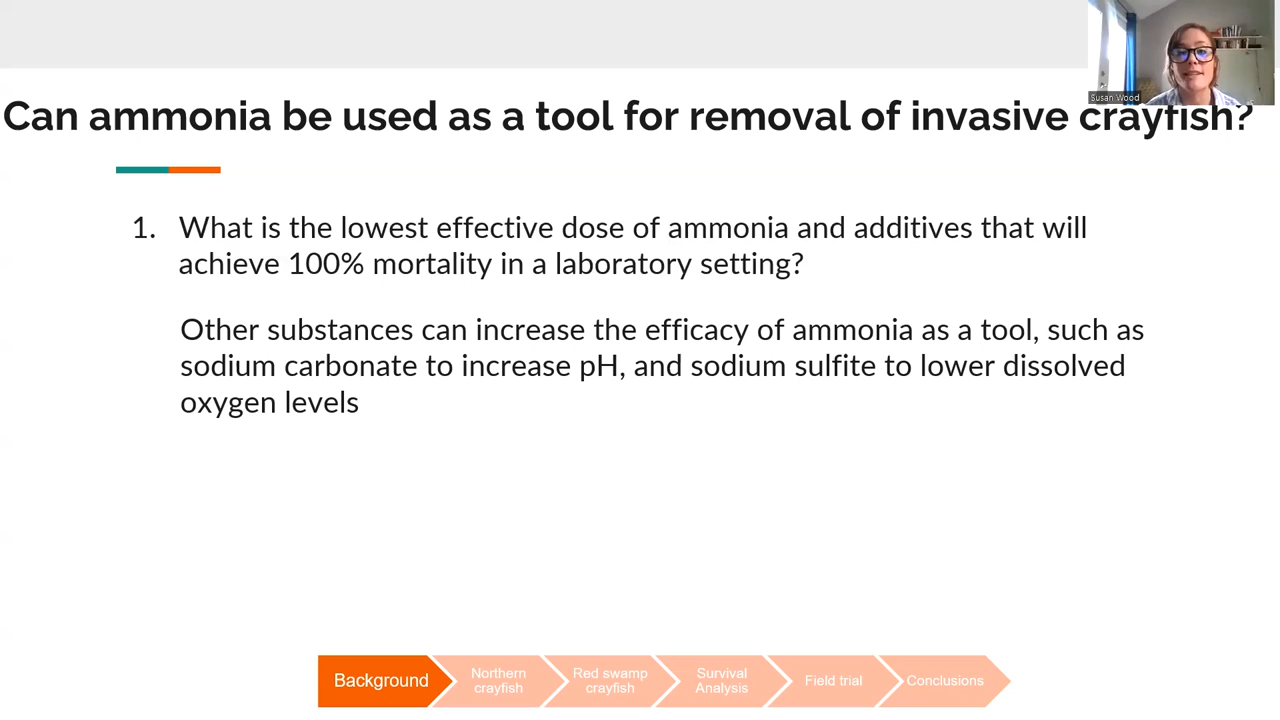 Susan Wood
Can ammonia be used as a tool for removal of invasive crayfish?
1. What is the lowest effective dose of ammonia and additives that will
achieve 100% mortality in a laboratory setting?
Other substances can increase the efficacy of ammonia as a tool, such as
sodium carbonate to increase pH, and sodium sulfite to lower dissolved
oxygen levels
Background
Northern
crayfish
Red swamp
crayfish
Survival
Analysis
Field trial
Conclusions